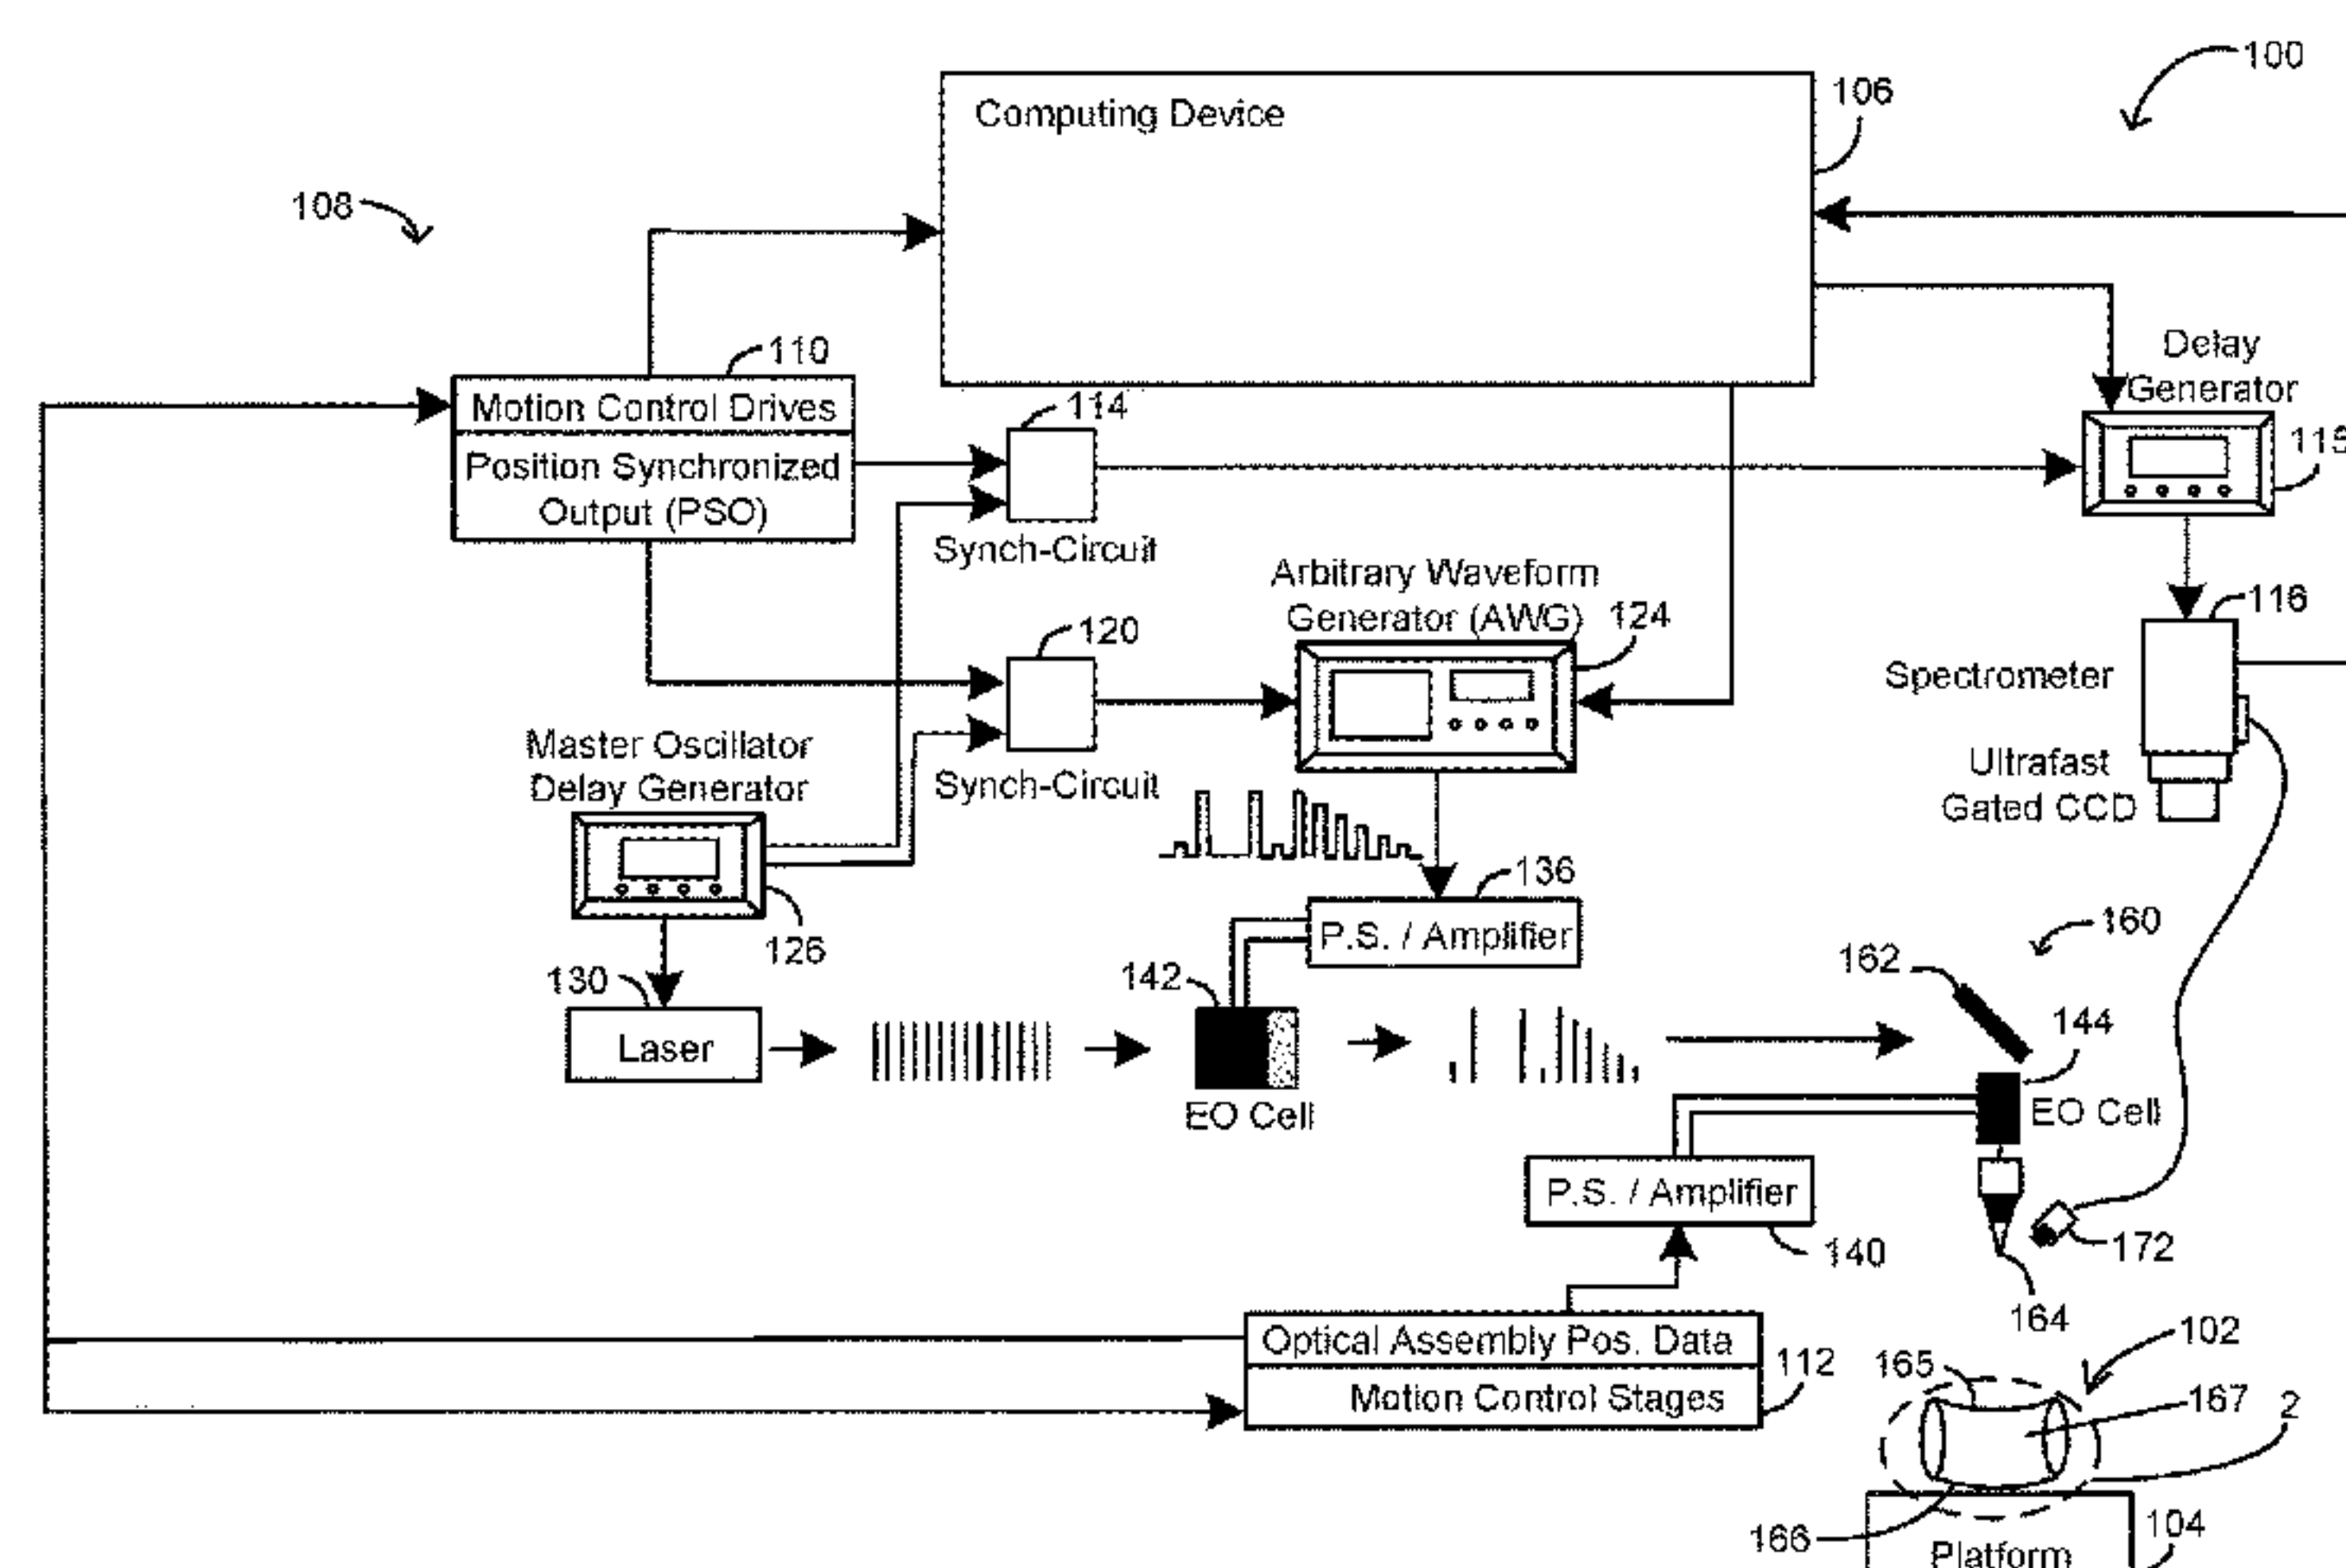 100
Computing Device
106
108
110
Motion Control Drives
Position Synchronized
Output (PSO)
114
Synch-Circuit
Delay
Generator
Arbitrary Waveform
Generator (AWG)
124
120
Synch-Circuit
116
Spectrometer
Ultrafast
Gated CCD
Master Oscillator
Delay Generator
126
136
P.S. / Amplifier
130
Laser
142
EO Cell
160
162
144
EO Cell
P.S. / Amplifier
140
172
164
Optical Assembly Pos. Data
Motion Control Stages
112
102
165
167
2
166
104
Platform